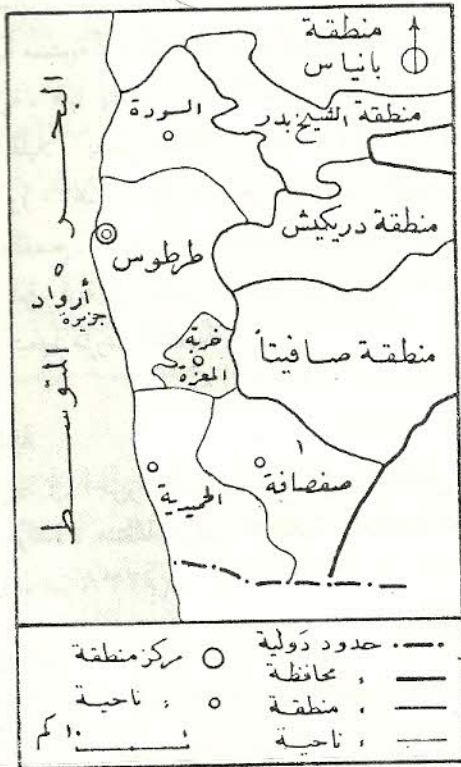 منطقة
بانياس
البحر
المتوسط
السودة
منطقة الشيخ بدر
منطقة دريكيش
طرطوس
أرواد
جزيرة
منطقة صافيتا
خربة
المعزة
١
صفصافة
الحميدية
حدود دولية
، محافظة
، منطقة
، ناحية
مركز منطقة
، ناحية
١٠ كم